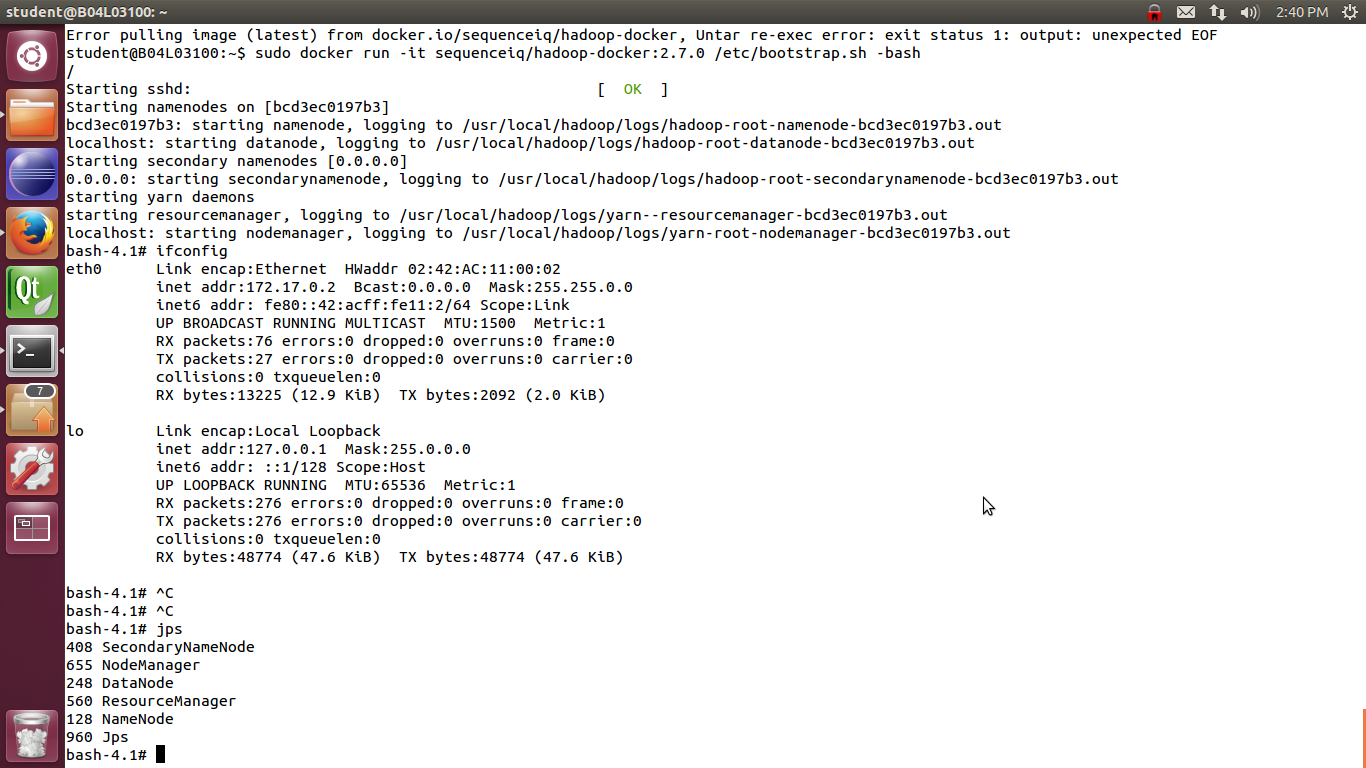 student@B04L03100: ~
2:40 PM
Error pulling image (latest) from docker.io/sequenceiq/hadoop-docker, Untar re-exec error: exit status 1: output: unexpected EOF
student@B04L03100:~$ sudo docker run -it sequenceiq/hadoop-docker:2.7.0 /etc/bootstrap.sh -bash
/
Starting sshd:                                             [  OK  ]
Starting namenodes on [bcd3ec0197b3]
bcd3ec0197b3: starting namenode, logging to /usr/local/hadoop/logs/hadoop-root-namenode-bcd3ec0197b3.out
localhost: starting datanode, logging to /usr/local/hadoop/logs/hadoop-root-datanode-bcd3ec0197b3.out
Starting secondary namenodes [0.0.0.0]
0.0.0.0: starting secondarynamenode, logging to /usr/local/hadoop/logs/hadoop-root-secondarynamenode-bcd3ec0197b3.out
starting yarn daemons
starting resourcemanager, logging to /usr/local/hadoop/logs/yarn--resourcemanager-bcd3ec0197b3.out
localhost: starting nodemanager, logging to /usr/local/hadoop/logs/yarn-root-nodemanager-bcd3ec0197b3.out
bash-4.1# ifconfig
eth0      Link encap:Ethernet  HWaddr 02:42:AC:11:00:02
          inet addr:172.17.0.2  Bcast:0.0.0.0  Mask:255.255.0.0
          inet6 addr: fe80::42:acff:fe11:2/64 Scope:Link
          UP BROADCAST RUNNING MULTICAST  MTU:1500  Metric:1
          RX packets:76 errors:0 dropped:0 overruns:0 frame:0
          TX packets:27 errors:0 dropped:0 overruns:0 carrier:0
          collisions:0 txqueuelen:0
          RX bytes:13225 (12.9 KiB)  TX bytes:2092 (2.0 KiB)
lo        Link encap:Local Loopback
          inet addr:127.0.0.1  Mask:255.0.0.0
          inet6 addr: ::1/128 Scope:Host
          UP LOOPBACK RUNNING  MTU:65536  Metric:1
          RX packets:276 errors:0 dropped:0 overruns:0 frame:0
          TX packets:276 errors:0 dropped:0 overruns:0 carrier:0
          collisions:0 txqueuelen:0
          RX bytes:48774 (47.6 KiB)  TX bytes:48774 (47.6 KiB)
bash-4.1# ^C
bash-4.1# ^C
bash-4.1# jps
408 SecondaryNameNode
655 NodeManager
248 DataNode
560 ResourceManager
128 NameNode
960 Jps
bash-4.1#
Qt
>_
7